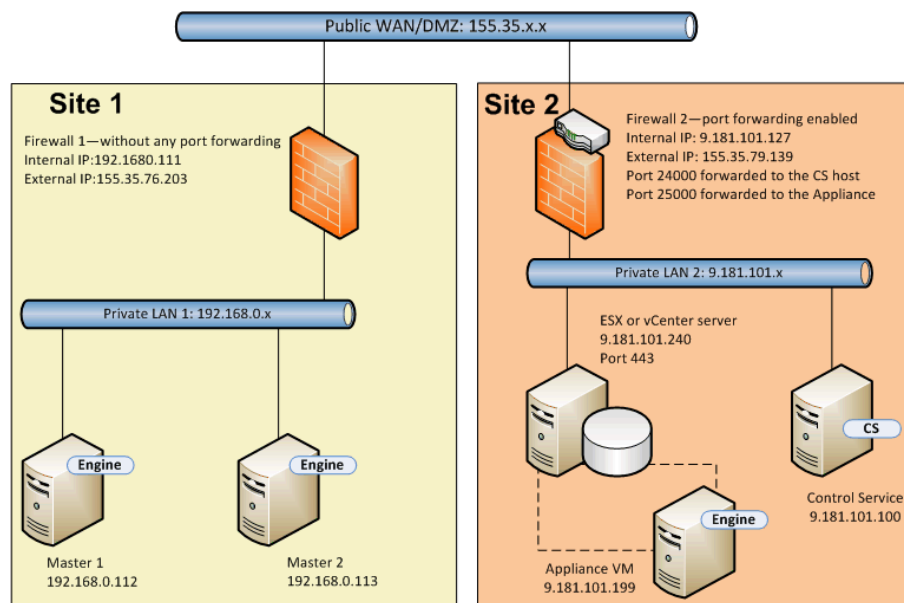 Public WAN/DMZ: 155.35.x.x
Site 1
Firewall 1—without any port forwarding
Internal IP:192.1680.111
External IP:155.35.76.203
Private LAN 1: 192.168.0.x
Engine
Engine
Master 1
192.168.0.112
Master 2
192.168.0.113
Site 2
Firewall 2—port forwarding enabled
Internal IP: 9.181.101.127
External IP: 155.35.79.139
Port 24000 forwarded to the CS host
Port 25000 forwarded to the Appliance
Private LAN 2: 9.181.101.x
ESX or vCenter server
9.181.101.240
Port 443
CS
Control Service
9.181.101.100
Engine
Appliance VM
9.181.101.199